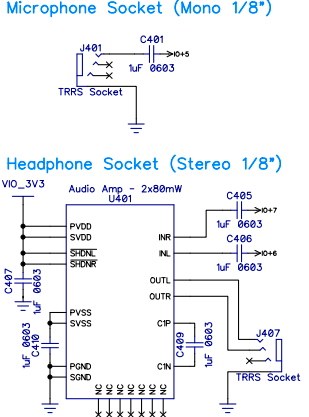 Microphone Socket (Mono 1/8")
C401
J401
IO+5
1uF 0603
TRRS Socket
Headphone Socket (Stereo 1/8")
VIO_3V3
Audio Amp - 2x80mW
U401
C405
PVDD
SVDD
INR
IO+7
1uF 0603
C406
SHDNL
SHDNR
INL
IO+6
1uF 0603
C407
1uF 0603
OUTL
OUTR
PVSS
SVSS
C1P
J407
C410
1uF 0603
C409
1uF 0603
PGND
SGND
C1N
TRRS Socket
NC NC NC NC NC NC NC